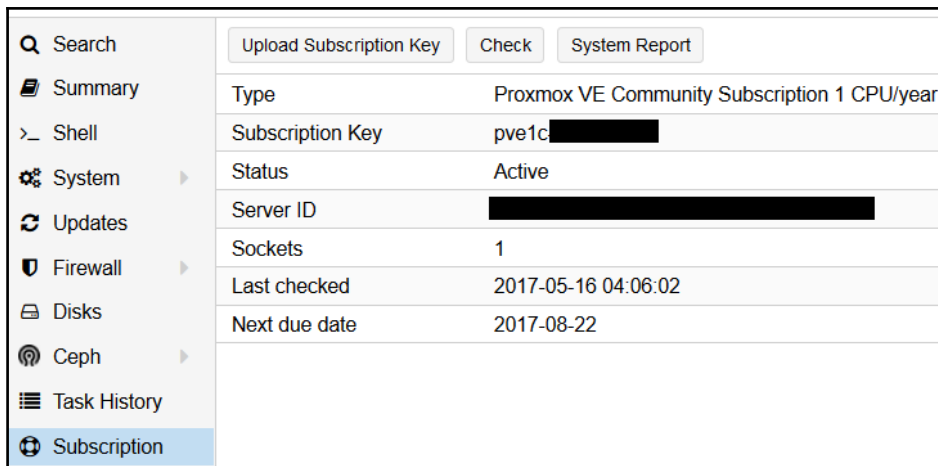 Search
Summary
>_ Shell
System
Updates
Firewall
Disks
Ceph
Task History
Subscription
Upload Subscription Key Check System Report
Type Proxmox VE Community Subscription 1 CPU/year
Subscription Key pve1c-
Status Active
Server ID
Sockets 1
Last checked 2017-05-16 04:06:02
Next due date 2017-08-22